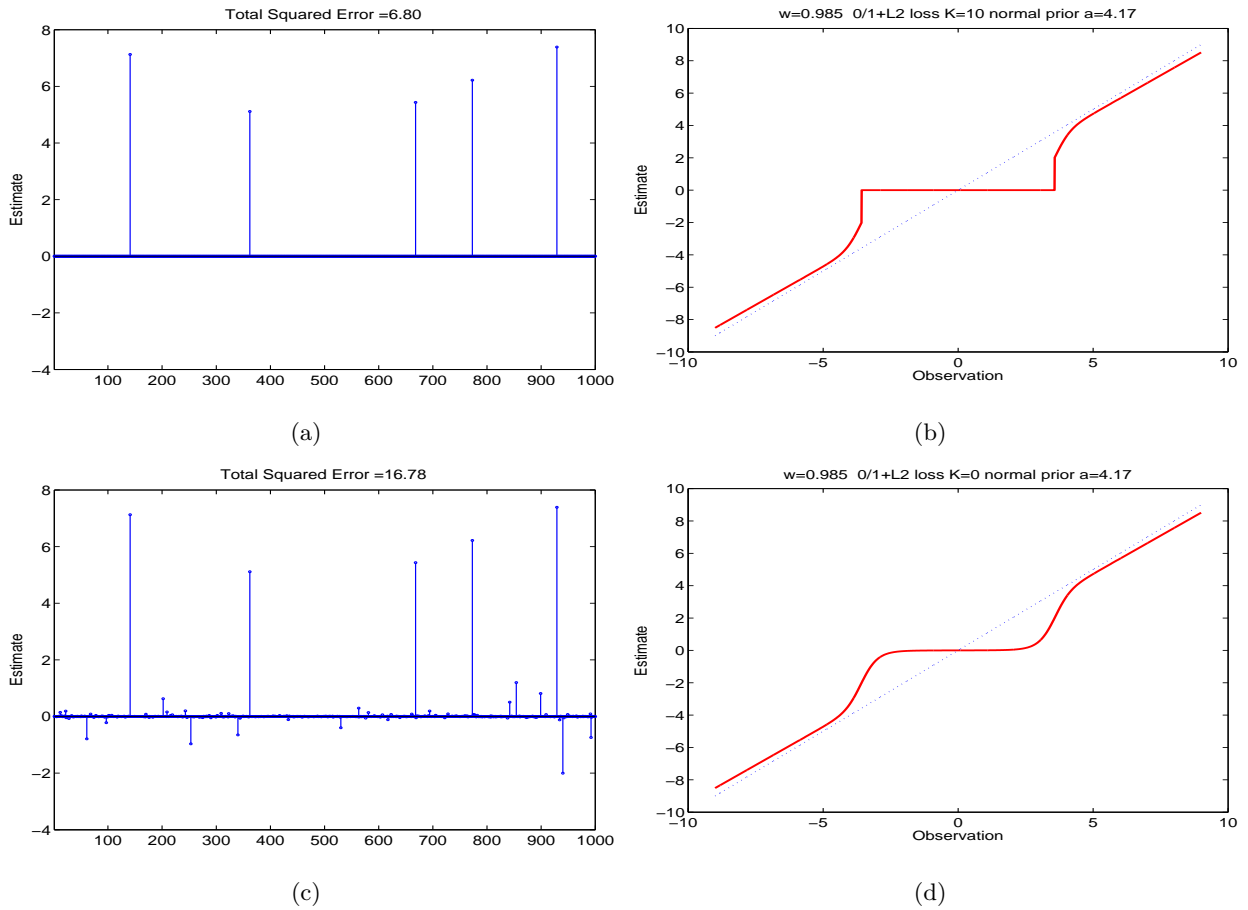 Total Squared Error =6.80
8
6
4
2
0
−2
−4
Estimate
100 200 300 400 500 600 700 800 900 1000
(a)
w=0.985 0/1+L2 loss K=10 normal prior a=4.17
10
8
6
4
2
0
−2
−4
−6
−8
−10
Estimate
−10 −5 0 5 10
Observation
(b)
Total Squared Error =16.78
8
6
4
2
0
−2
−4
Estimate
100 200 300 400 500 600 700 800 900 1000
(c)
w=0.985 0/1+L2 loss K=0 normal prior a=4.17
10
8
6
4
2
0
−2
−4
−6
−8
−10
Estimate
−10 −5 0 5 10
Observation
(d)